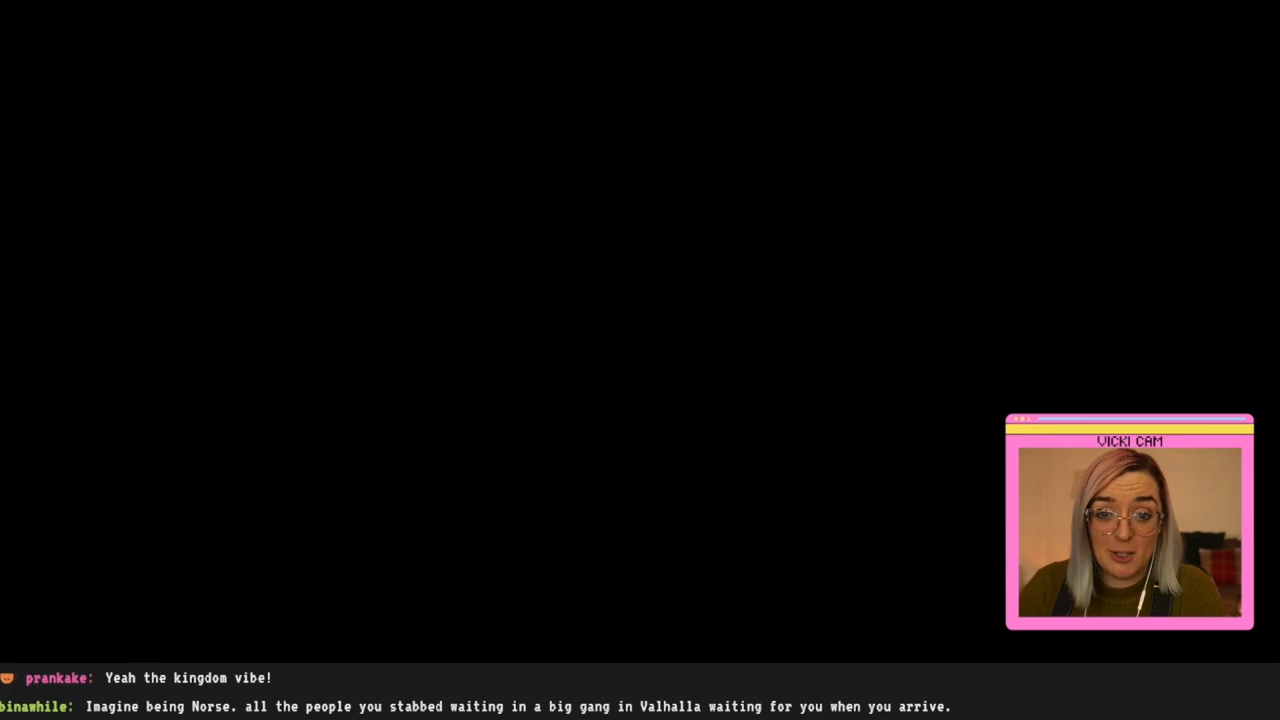 VICKI CAM
prankake: Yeah the kingdom vibe!
binawhile: Imagine being Norse. all the people you stabbed waiting in a big gang in Valhalla waiting for you when you arrive.